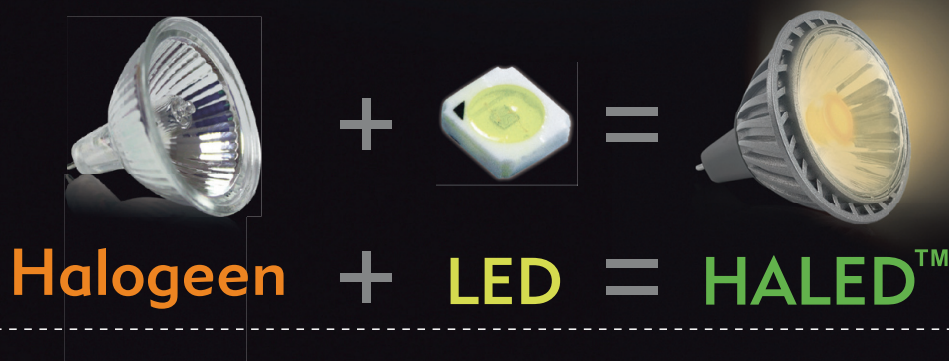 + =
Halogeen + LED = HALED™